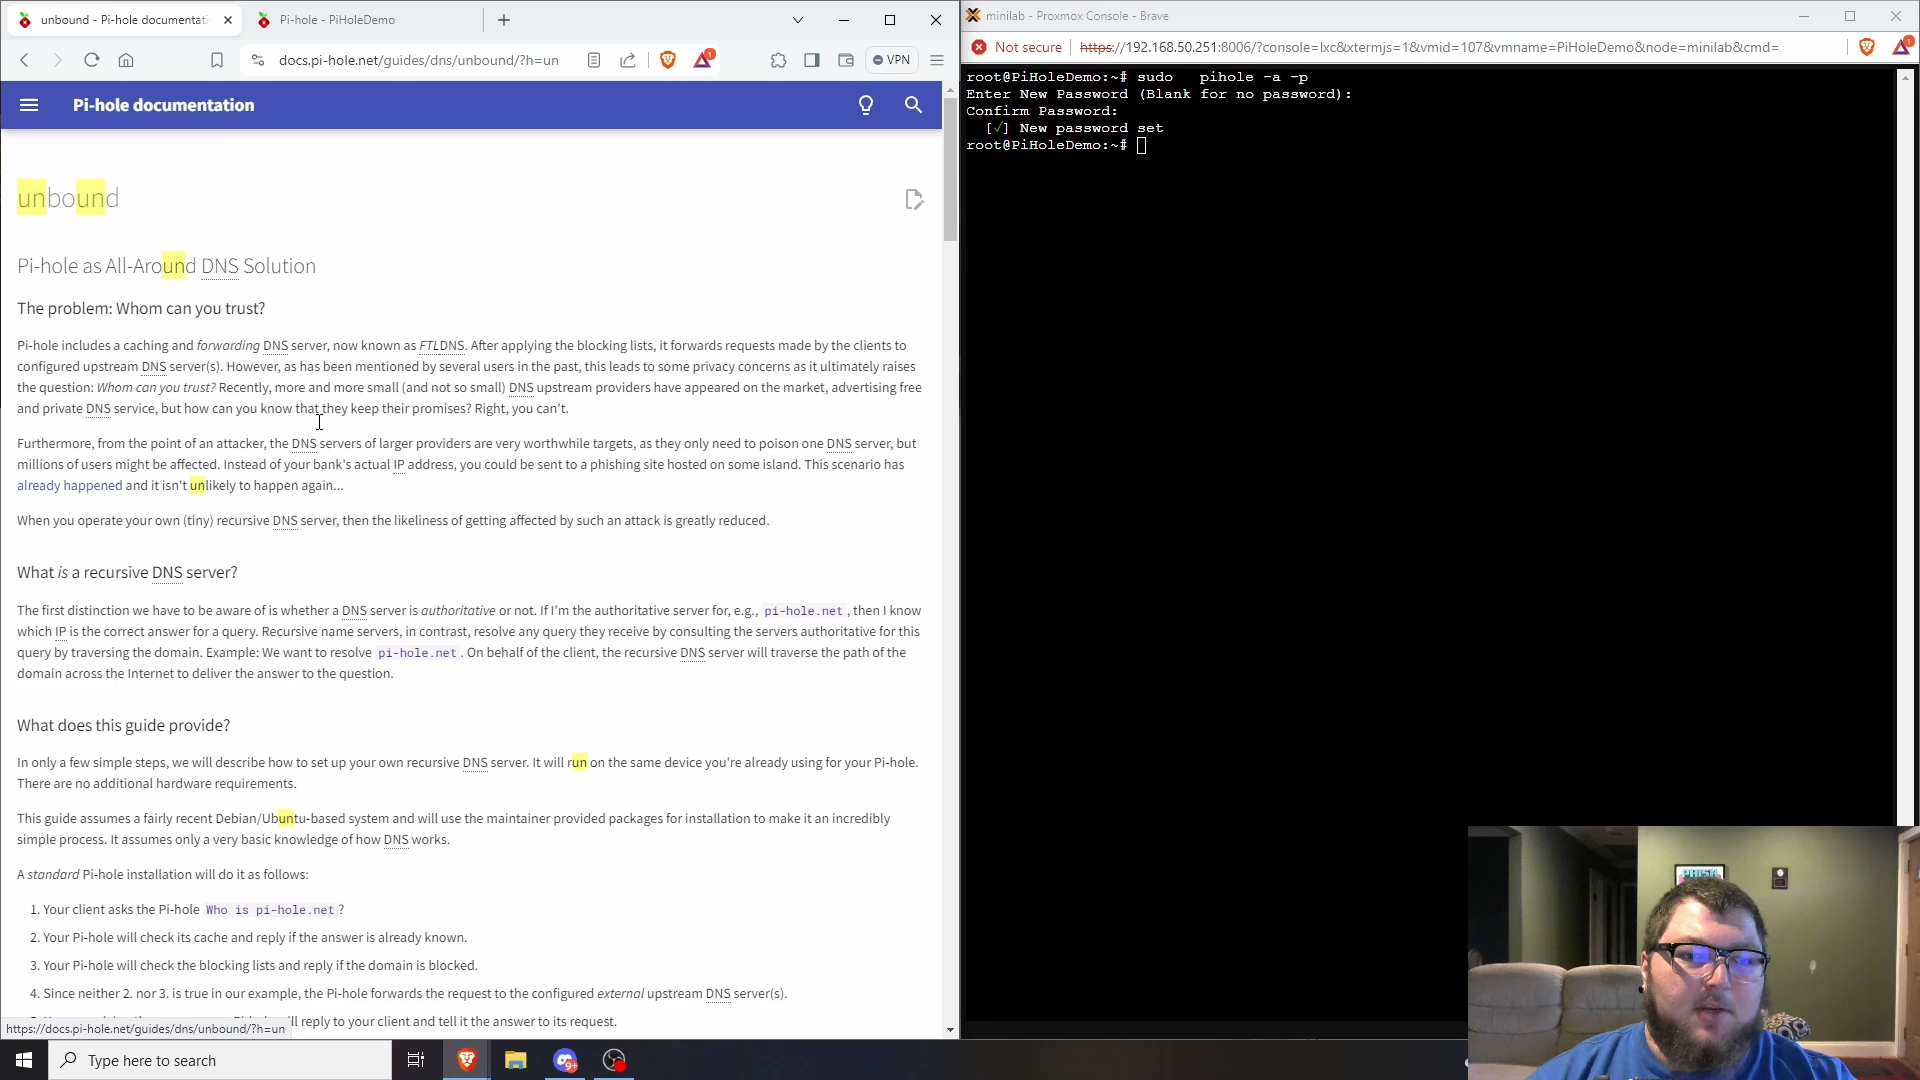 unbound - Pi-hole documentati
Pi-hole - PiHoleDemo
docs.pi-hole.net/guides/dns/unbound/?h=un
1
VPN
Pi-hole documentation
unbound
Pi-hole as All-Around DNS Solution
The problem: Whom can you trust?
Pi-hole includes a caching and forwarding DNS server, now known as FTLDNS. After applying the blocking lists, it forwards requests made by the clients to
configured upstream DNS server(s). However, as has been mentioned by several users in the past, this leads to some privacy concerns as it ultimately raises
the question: Whom can you trust? Recently, more and more small (and not so small) DNS upstream providers have appeared on the market, advertising free
and private DNS service, but how can you know that they keep their promises? Right, you can't.
Furthermore, from the point of an attacker, the DNS servers of larger providers are very worthwhile targets, as they only need to poison one DNS server, but
millions of users might be affected. Instead of your bank's actual IP address, you could be sent to a phishing site hosted on some island. This scenario has
already happened and it isn't unlikely to happen again...
When you operate your own (tiny) recursive DNS server, then the likeliness of getting affected by such an attack is greatly reduced.
What is a recursive DNS server?
The first distinction we have to be aware of is whether a DNS server is authoritative or not. If I'm the authoritative server for, e.g., pi-hole.net, then I know
which IP is the correct answer for a query. Recursive name servers, in contrast, resolve any query they receive by consulting the servers authoritative for this
query by traversing the domain. Example: We want to resolve pi-hole.net. On behalf of the client, the recursive DNS server will traverse the path of the
domain across the Internet to deliver the answer to the question.
What does this guide provide?
In only a few simple steps, we will describe how to set up your own recursive DNS server. It will run on the same device you're already using for your Pi-hole.
There are no additional hardware requirements.
This guide assumes a fairly recent Debian/Ubuntu-based system and will use the maintainer provided packages for installation to make it an incredibly
simple process. It assumes only a very basic knowledge of how DNS works.
A standard Pi-hole installation will do it as follows:
1. Your client asks the Pi-hole Who is pi-hole.net?
2. Your Pi-hole will check its cache and reply if the answer is already known.
3. Your Pi-hole will check the blocking lists and reply if the domain is blocked.
4. Since neither 2. nor 3. is true in our example, the Pi-hole forwards the request to the configured external upstream DNS server(s).
ll reply to your client and tell it the answer to its request.
https://docs.pi-hole.net/guides/dns/unbound/?h=un
Type here to search
9+
minilab - Proxmox Console - Brave
Not secure
https://192.168.50.251:8006/?console=lxc&xtermjs=1&vmid=107&vmname=PiHoleDemo&node=minilab&cmd=
1
root@PiHoleDemo:~# sudo   pihole -a -p
Enter New Password (Blank for no password):
Confirm Password:
[✓] New password set
root@PiHoleDemo:~#
PHISH